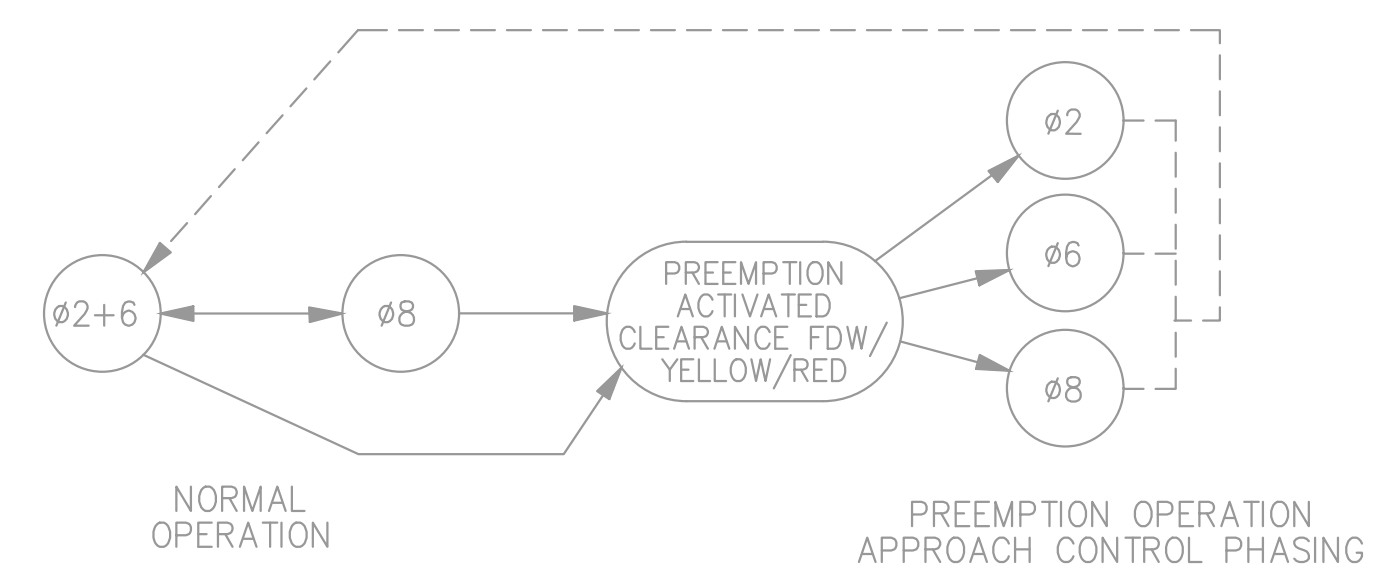 ø2+6
ø8
PREEMPTION
ACTIVATED
CLEARANCE FDW/
YELLOW/RED
ø2
ø6
ø8
NORMAL
OPERATION
PREEMPTION OPERATION
APPROACH CONTROL PHASING